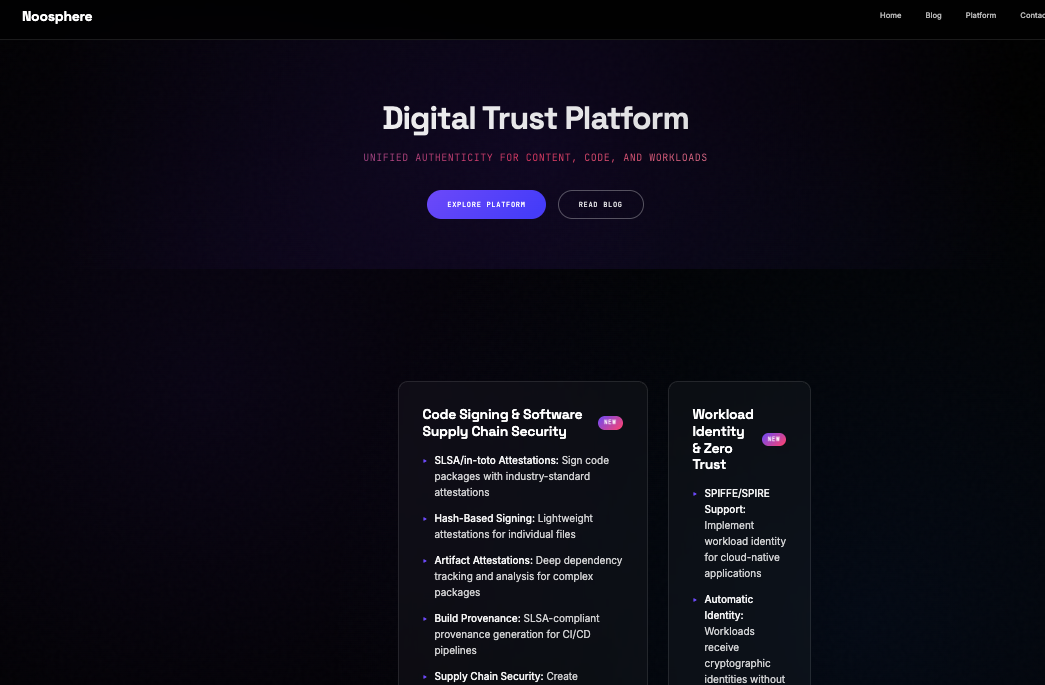 Noosphere
Home
Blog
Platform
Contac
Digital Trust Platform
UNIFIED AUTHENTICITY FOR CONTENT, CODE, AND WORKLOADS
EXPLORE PLATFORM
READ BLOG
Code Signing & Software
Supply Chain Security
NEW
SLSA/in-toto Attestations: Sign code
packages with industry-standard
attestations
Hash-Based Signing: Lightweight
attestations for individual files
Artifact Attestations: Deep dependency
tracking and analysis for complex
packages
Build Provenance: SLSA-compliant
provenance generation for CI/CD
pipelines
Supply Chain Security: Create
Workload
Identity
& Zero
Trust
NEW
SPIFFE/SPIRE
Support:
Implement
workload identity
for cloud-native
applications
Automatic
Identity:
Workloads
receive
cryptographic
identities without